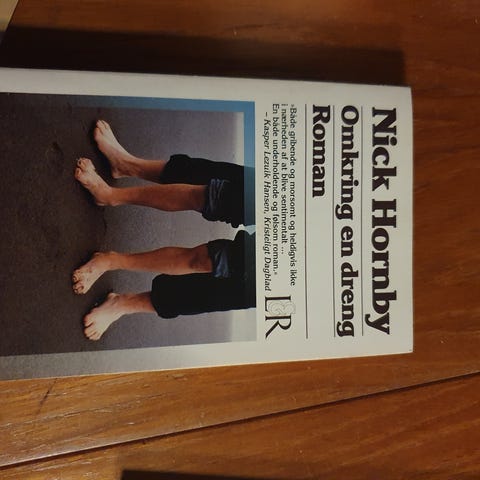 Nick Hornby
Omkring en dreng
Roman
»Både gribende og morsomt og heldigvis ikke
i nærheden af at blive sentimentalt ...
En både underholdende og følsom roman.«
– Kasper Lezuik Hansen, Kristeligt Dagblad
L&R